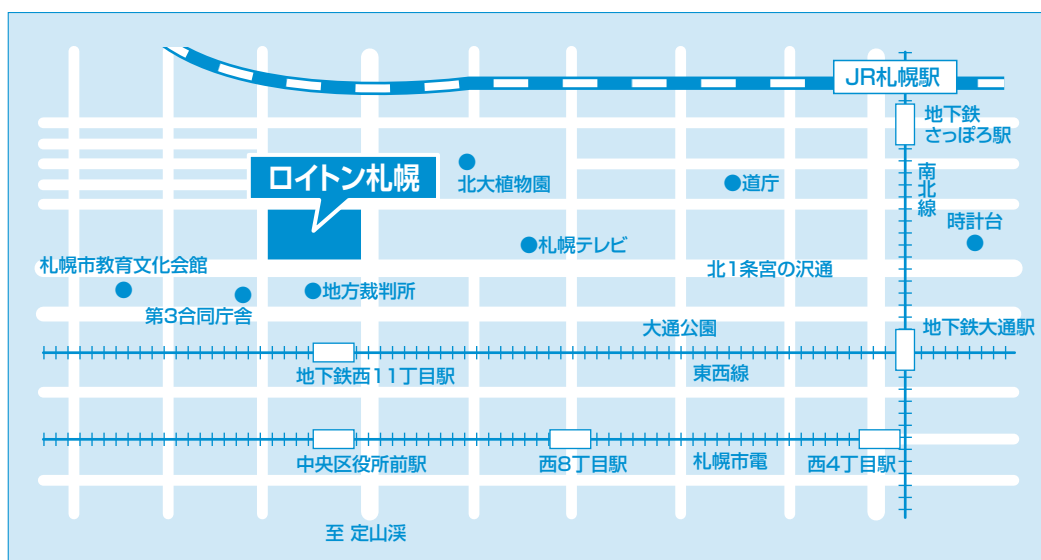 JR札幌駅
地下鉄
さっぽろ駅
南北線
ロイトン札幌
北大植物園
道庁
時計台
札幌テレビ
札幌市教育文化会館
北1条宮の沢通
地方裁判所
第3合同庁舎
大通公園
地下鉄大通駅
地下鉄西11丁目駅
東西線
中央区役所前駅
西8丁目駅
札幌市電
西4丁目駅
至 定山渓